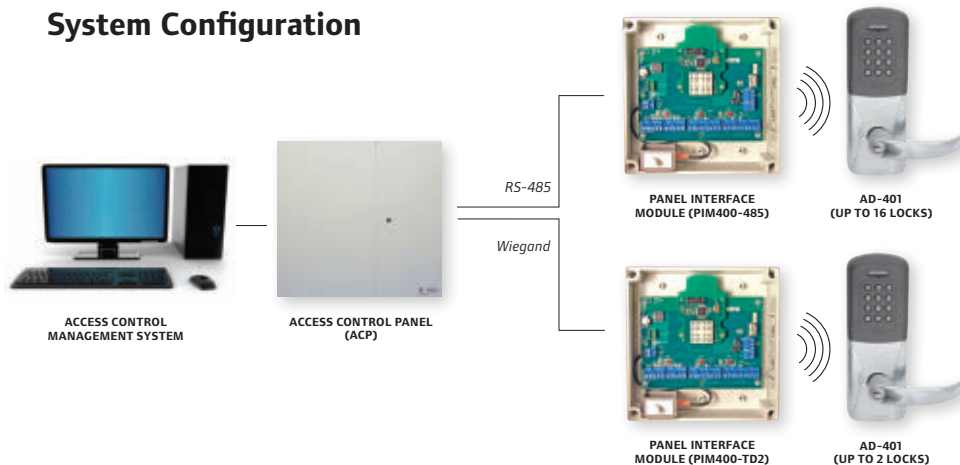 System Configuration
RS-485
Wiegand
ACCESS CONTROL
MANAGEMENT SYSTEM
ACCESS CONTROL PANEL
(ACP)
PANEL INTERFACE
MODULE (PIM400-485)
AD-401
(UP TO 16 LOCKS)
PANEL INTERFACE
MODULE (PIM400-TD2)
AD-401
(UP TO 2 LOCKS)